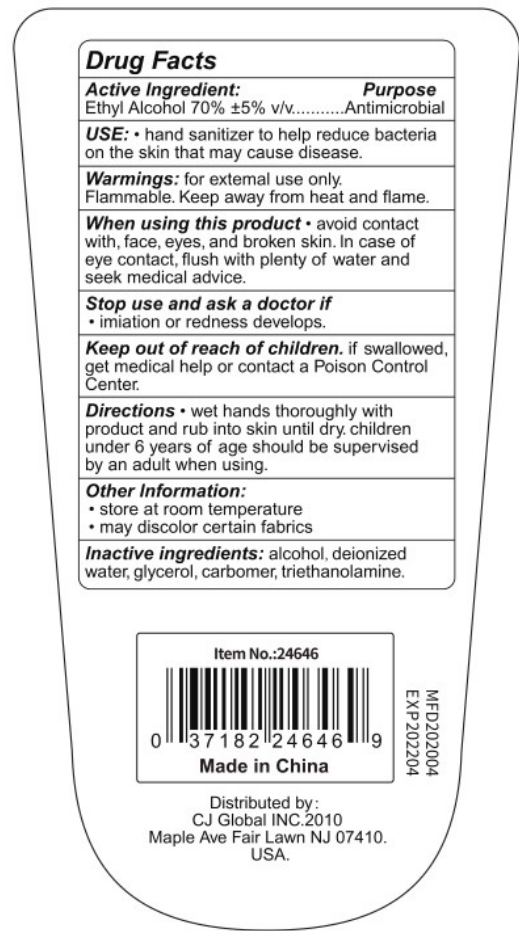 Drug Facts
Active Ingredient: Purpose
Ethyl Alcohol 70% ±5% v/v...........Antimicrobial
USE: • hand sanitizer to help reduce bacteria
on the skin that may cause disease.
Warmings: for external use only.
Flammable. Keep away from heat and flame.
When using this product • avoid contact
with, face, eyes, and broken skin. In case of
eye contact, flush with plenty of water and
seek medical advice.
Stop use and ask a doctor if
• imiation or redness develops.
Keep out of reach of children. if swallowed,
get medical help or contact a Poison Control
Center.
Directions • wet hands thoroughly with
product and rub into skin until dry. children
under 6 years of age should be supervised
by an adult when using.
Other Information:
• store at room temperature
• may discolor certain fabrics
Inactive ingredients: alcohol, deionized
water, glycerol, carbomer, triethanolamine.
Item No.:24646
0 37182 24646 9
Made in China
MFD202004
EXP202204
Distributed by:
CJ Global INC.2010
Maple Ave Fair Lawn NJ 07410.
USA.